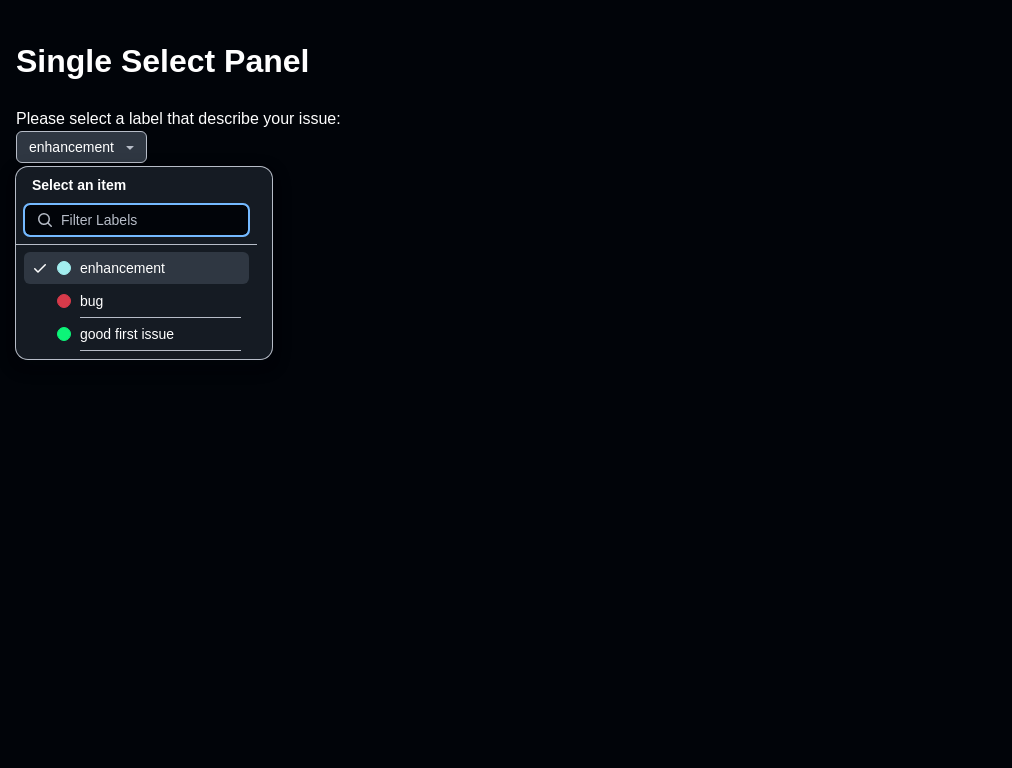 Single Select Panel
Please select a label that describe your issue:
enhancement
Select an item
Filter Labels
enhancement
bug
good first issue